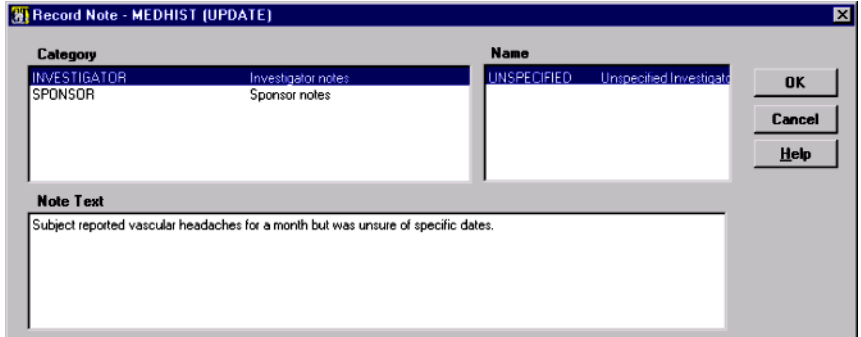 Record Note - MEDHIST (UPDATE)
Category
Name
INVESTIGATOR Investigator notes
SPONSOR Sponsor notes
UNSPECIFIED Unspecified Investigato
OK
Cancel
Help
Note Text
Subject reported vascular headaches for a month but was unsure of specific dates.